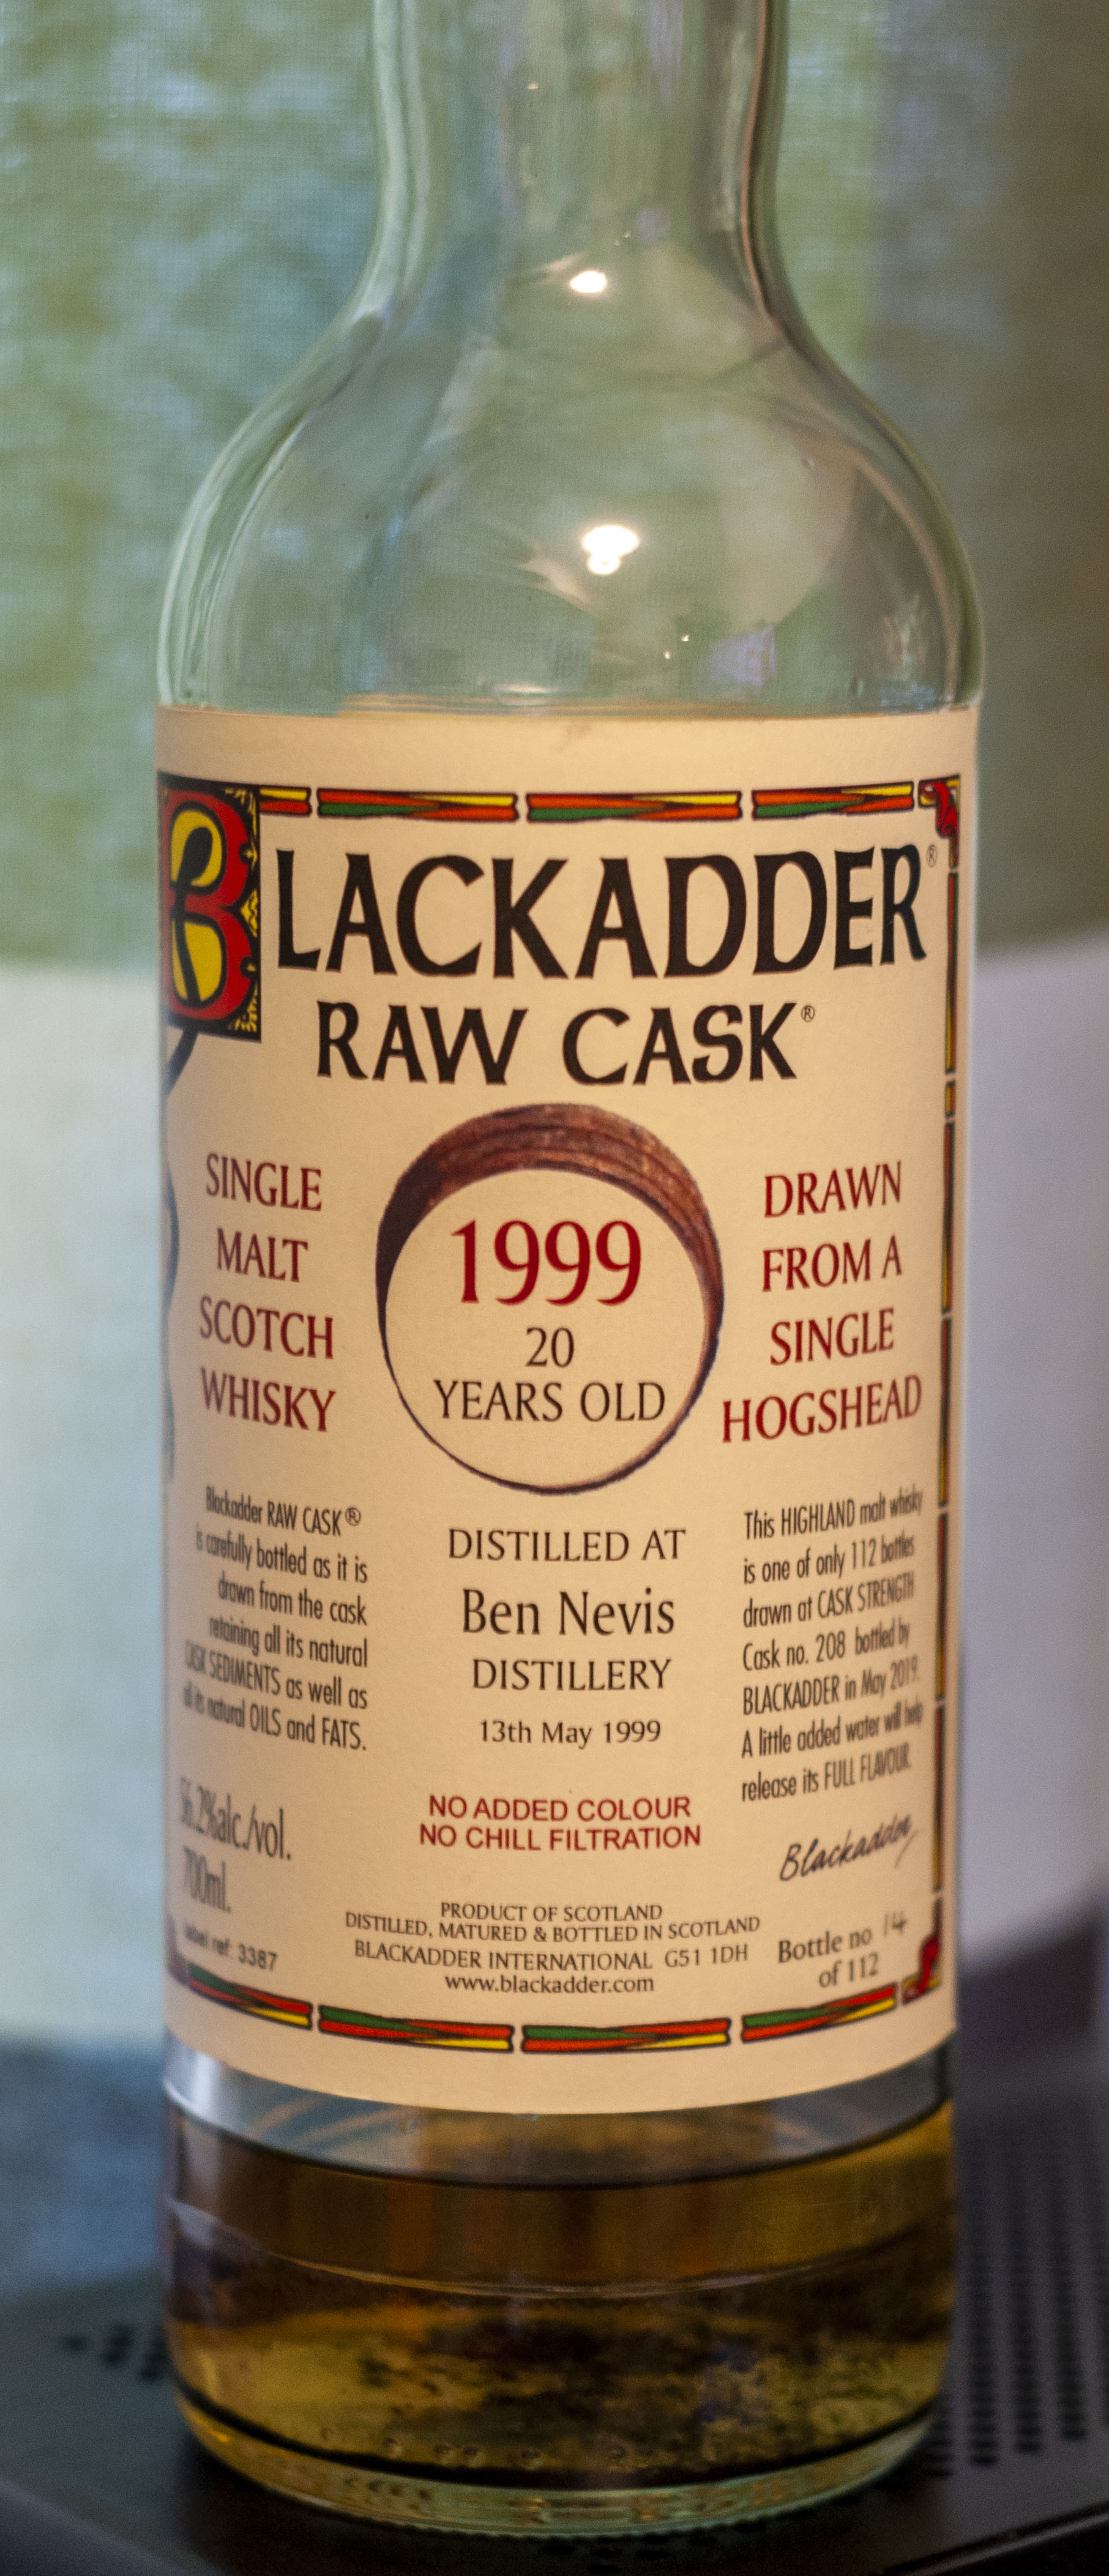 BLACKADDER®
RAW CASK®
SINGLE
MALT
SCOTCH
WHISKY
1999
20
YEARS OLD
DRAWN
FROM A
SINGLE
HOGSHEAD
Blackadder RAW CASK®
is carefully bottled as it is
drawn from the cask
retaining all its natural
CASK SEDIMENTS as well as
all its natural OILS and FATS.
56.2%alc./vol.
700ml.
label ref: 3387
DISTILLED AT
Ben Nevis
DISTILLERY
13th May 1999
NO ADDED COLOUR
NO CHILL FILTRATION
PRODUCT OF SCOTLAND
DISTILLED, MATURED & BOTTLED IN SCOTLAND
BLACKADDER INTERNATIONAL G51 1DH
www.blackadder.com
This HIGHLAND malt whisky
is one of only 112 bottles
drawn at CASK STRENGTH
Cask no. 208 bottled by
BLACKADDER in May 2019.
A little added water will help
release its FULL FLAVOUR.
Blackadder
Bottle no 14
of 112